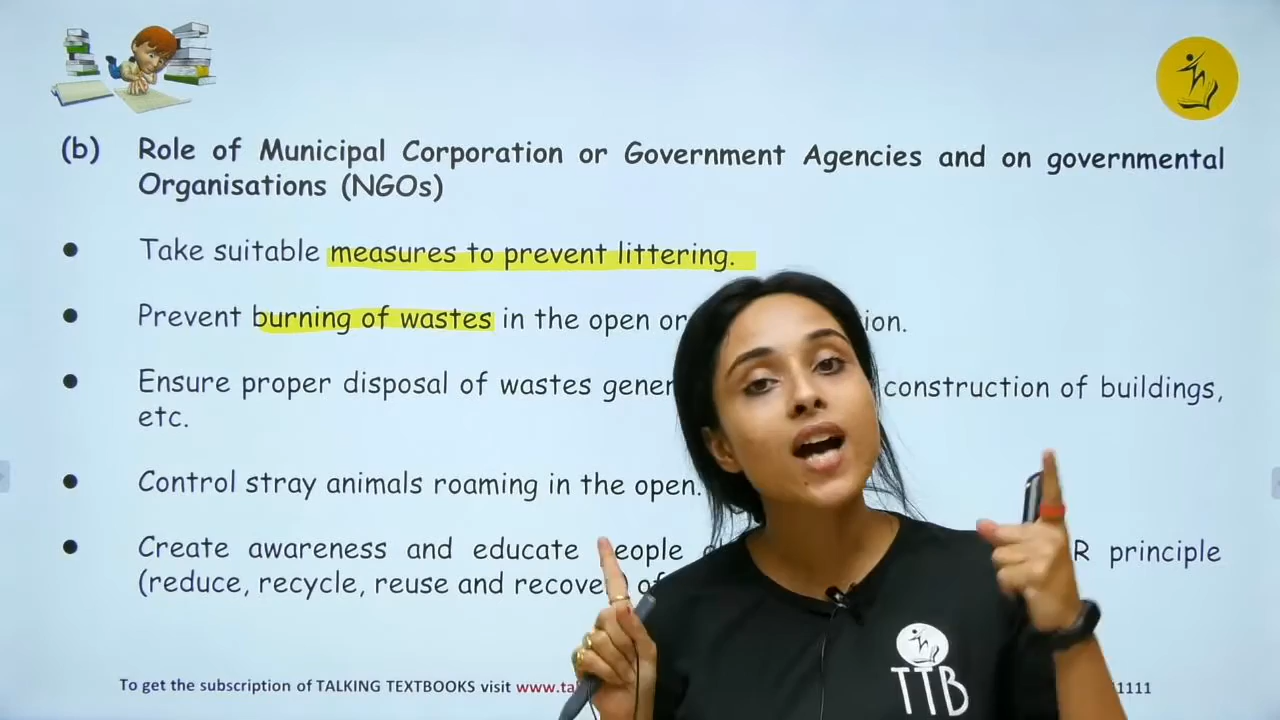 (b) Role of Municipal Corporation or Government Agencies and on governmental
Organisations (NGOs)
● Take suitable measures to prevent littering.
● Prevent burning of wastes in the open or ion.
● Ensure proper disposal of wastes gener construction of buildings,
etc.
● Control stray animals roaming in the open.
● Create awareness and educate people R principle
(reduce, recycle, reuse and recover) of
To get the subscription of TALKING TEXTBOOKS visit www.ta 1111
TTB